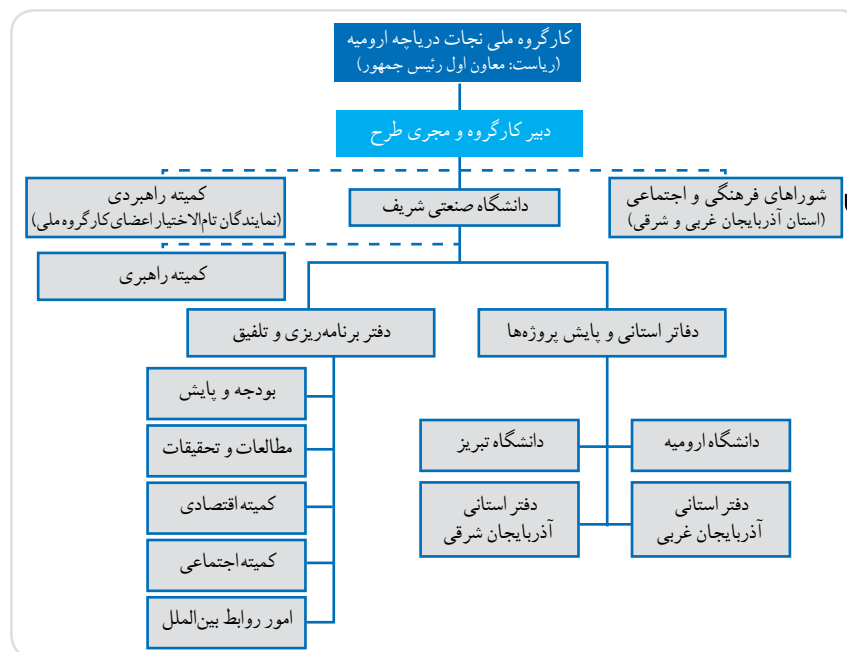 کارگروه ملی نجات دریاچه ارومیه
(ریاست: معاون اول رئیس جمهور)
دبیر کارگروه و مجری طرح
شوراهای فرهنگی و اجتماعی
(استان آذربایجان غربی و شرقی)
دانشگاه صنعتی شریف
کمیته راهبردی
(نمایندگان تام‌الاختیار اعضای کارگروه ملی)
کمیته راهبری
دفاتر استانی و پایش پروژه‌ها
دفتر برنامه‌ریزی و تلفیق
دانشگاه ارومیه
دانشگاه تبریز
دفتر استانی
آذربایجان غربی
دفتر استانی
آذربایجان شرقی
بودجه و پایش
مطالعات و تحقیقات
کمیته اقتصادی
کمیته اجتماعی
امور روابط بین‌الملل